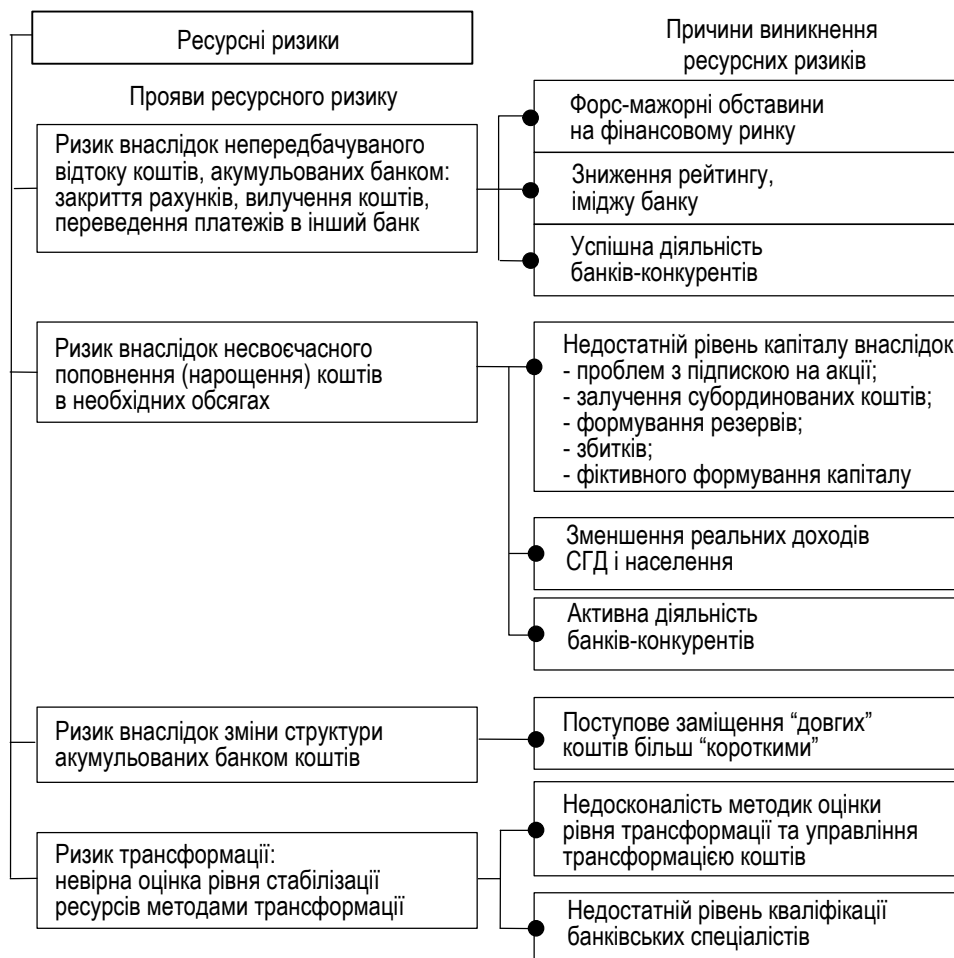 Ресурсні ризики
Причини виникнення
ресурсних ризиків
Прояви ресурсного ризику
Ризик внаслідок непередбачуваного
відтоку коштів, акумульованих банком:
закриття рахунків, вилучення коштів,
переведення платежів в інший банк
Форс-мажорні обставини
на фінансовому ринку
Зниження рейтингу,
іміджу банку
Успішна діяльність
банків-конкурентів
Ризик внаслідок несвоєчасного
поповнення (нарощення) коштів
в необхідних обсягах
Недостатній рівень капіталу внаслідок
- проблем з підпискою на акції;
- залучення субординованих коштів;
- формування резервів;
- збитків;
- фіктивного формування капіталу
Зменшення реальних доходів
СГД і населення
Активна діяльність
банків-конкурентів
Ризик внаслідок зміни структури
акумульованих банком коштів
Поступове заміщення “довгих”
коштів більш “короткими”
Ризик трансформації:
невірна оцінка рівня стабілізації
ресурсів методами трансформації
Недосконалість методик оцінки
рівня трансформації та управління
трансформацією коштів
Недостатній рівень кваліфікації
банківських спеціалістів